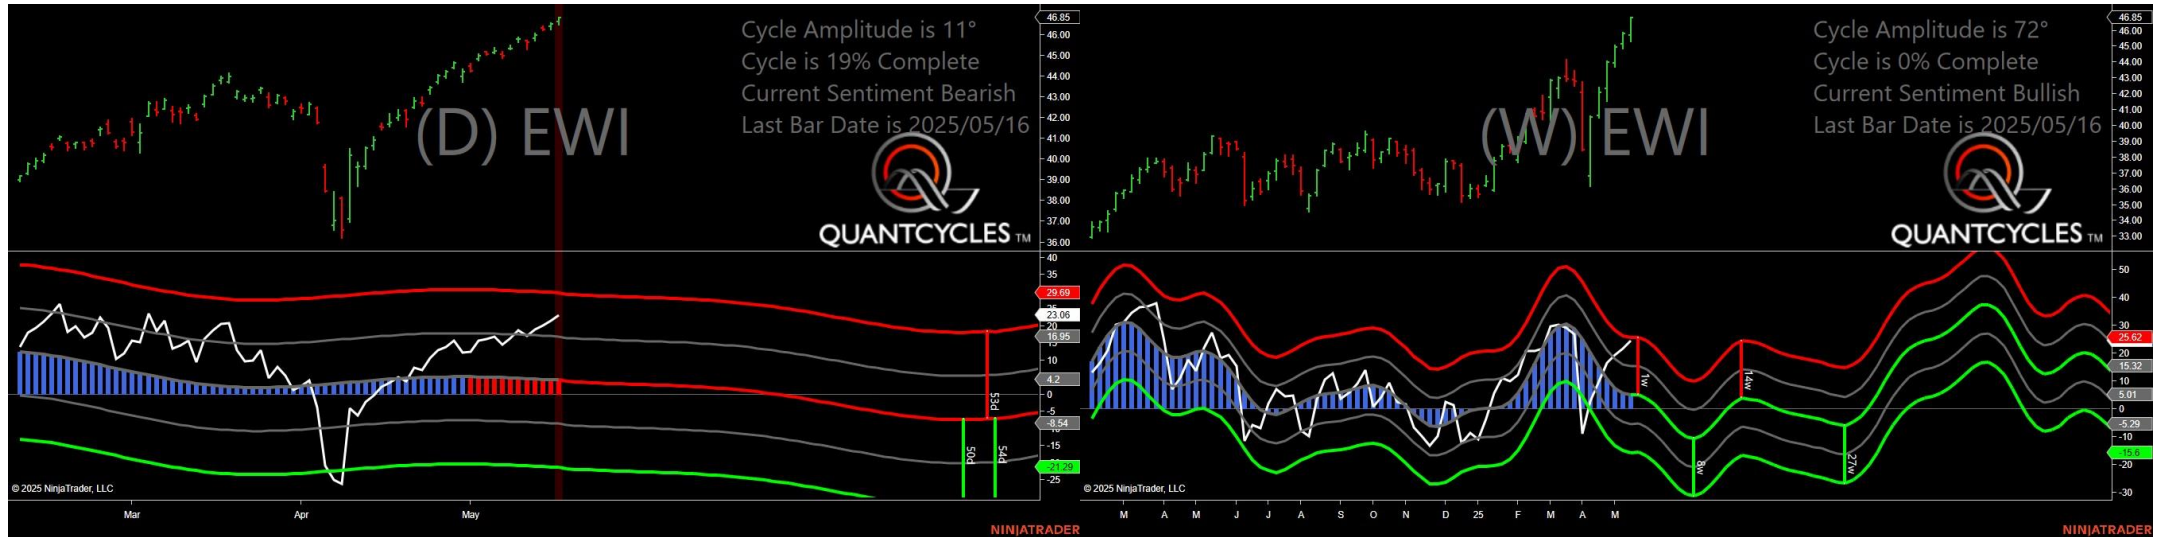 Cycle Amplitude is 11°
Cycle is 19% Complete
Current Sentiment Bearish
Last Bar Date is 2025/05/16
(D) EWI
QUANTCYCLES TM
46.85
46.00
45.00
44.00
43.00
42.00
41.00
40.00
39.00
38.00
37.00
36.00
40
35
29.69
23.06
20
16.95
10
4.2
0
-5
-8.54
-15
-21.29
-25
53d
50d
54d
© 2025 NinjaTrader, LLC
Mar
Apr
May
NINJATRADER
Cycle Amplitude is 72°
Cycle is 0% Complete
Current Sentiment Bullish
Last Bar Date is 2025/05/16
(W) EWI
QUANTCYCLES TM
46.85
46.00
45.00
44.00
43.00
42.00
41.00
40.00
39.00
38.00
37.00
36.00
35.00
34.00
33.00
50
40
30
25.62
20
15.32
10
5.01
0
-5.29
-10
-15.6
-20
-30
1w
14w
8w
27w
© 2025 NinjaTrader, LLC
M A M J J A S O N D 25 F M A M
NINJATRADER